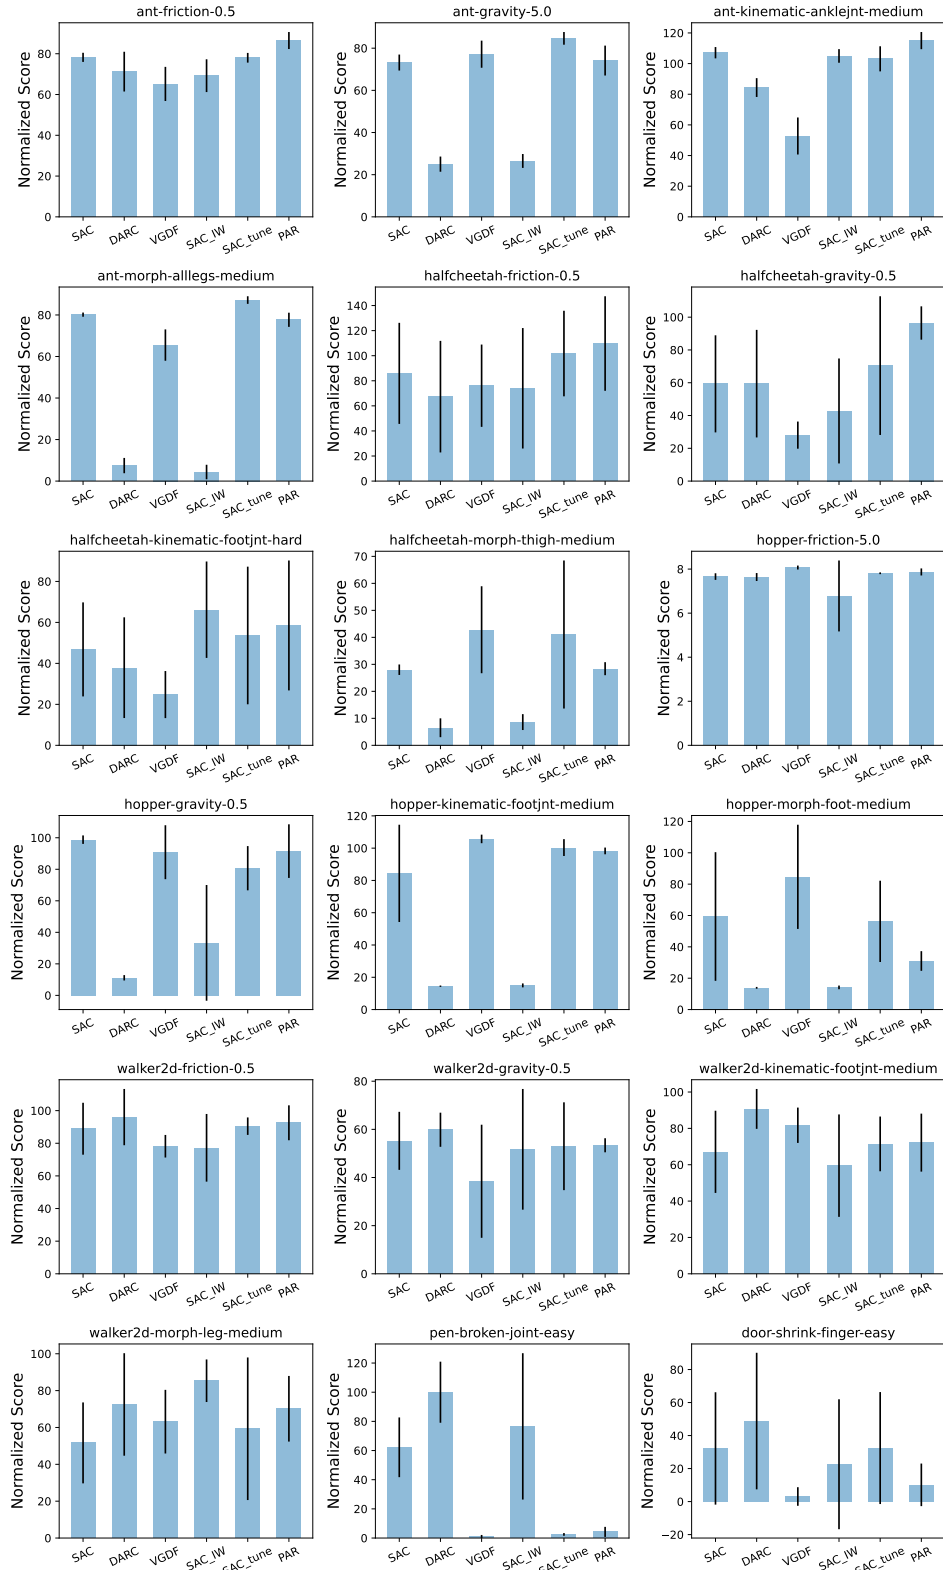 ant-friction-0.5
Normalized Score
80
60
40
20
0
SAC DARC VGDF SAC_IW SAC_tune PAR
ant-gravity-5.0
Normalized Score
80
60
40
20
0
SAC DARC VGDF SAC_IW SAC_tune PAR
ant-kinematic-anklejnt-medium
Normalized Score
120
100
80
60
40
20
0
SAC DARC VGDF SAC_IW SAC_tune PAR
ant-morph-alllegs-medium
Normalized Score
80
60
40
20
0
SAC DARC VGDF SAC_IW SAC_tune PAR
halfcheetah-friction-0.5
Normalized Score
140
120
100
80
60
40
20
0
SAC DARC VGDF SAC_IW SAC_tune PAR
halfcheetah-gravity-0.5
Normalized Score
100
80
60
40
20
0
SAC DARC VGDF SAC_IW SAC_tune PAR
halfcheetah-kinematic-footjnt-hard
Normalized Score
80
60
40
20
0
SAC DARC VGDF SAC_IW SAC_tune PAR
halfcheetah-morph-thigh-medium
Normalized Score
70
60
50
40
30
20
10
0
SAC DARC VGDF SAC_IW SAC_tune PAR
hopper-friction-5.0
Normalized Score
8
6
4
2
0
SAC DARC VGDF SAC_IW SAC_tune PAR
hopper-gravity-0.5
Normalized Score
100
80
60
40
20
0
SAC DARC VGDF SAC_IW SAC_tune PAR
hopper-kinematic-footjnt-medium
Normalized Score
120
100
80
60
40
20
0
SAC DARC VGDF SAC_IW SAC_tune PAR
hopper-morph-foot-medium
Normalized Score
120
100
80
60
40
20
0
SAC DARC VGDF SAC_IW SAC_tune PAR
walker2d-friction-0.5
Normalized Score
100
80
60
40
20
0
SAC DARC VGDF SAC_IW SAC_tune PAR
walker2d-gravity-0.5
Normalized Score
80
60
40
20
0
SAC DARC VGDF SAC_IW SAC_tune PAR
walker2d-kinematic-footjnt-medium
Normalized Score
100
80
60
40
20
0
SAC DARC VGDF SAC_IW SAC_tune PAR
walker2d-morph-leg-medium
Normalized Score
100
80
60
40
20
0
SAC DARC VGDF SAC_IW SAC_tune PAR
pen-broken-joint-easy
Normalized Score
120
100
80
60
40
20
0
SAC DARC VGDF SAC_IW SAC_tune PAR
door-shrink-finger-easy
Normalized Score
80
60
40
20
0
−20
SAC DARC VGDF SAC_IW SAC_tune PAR